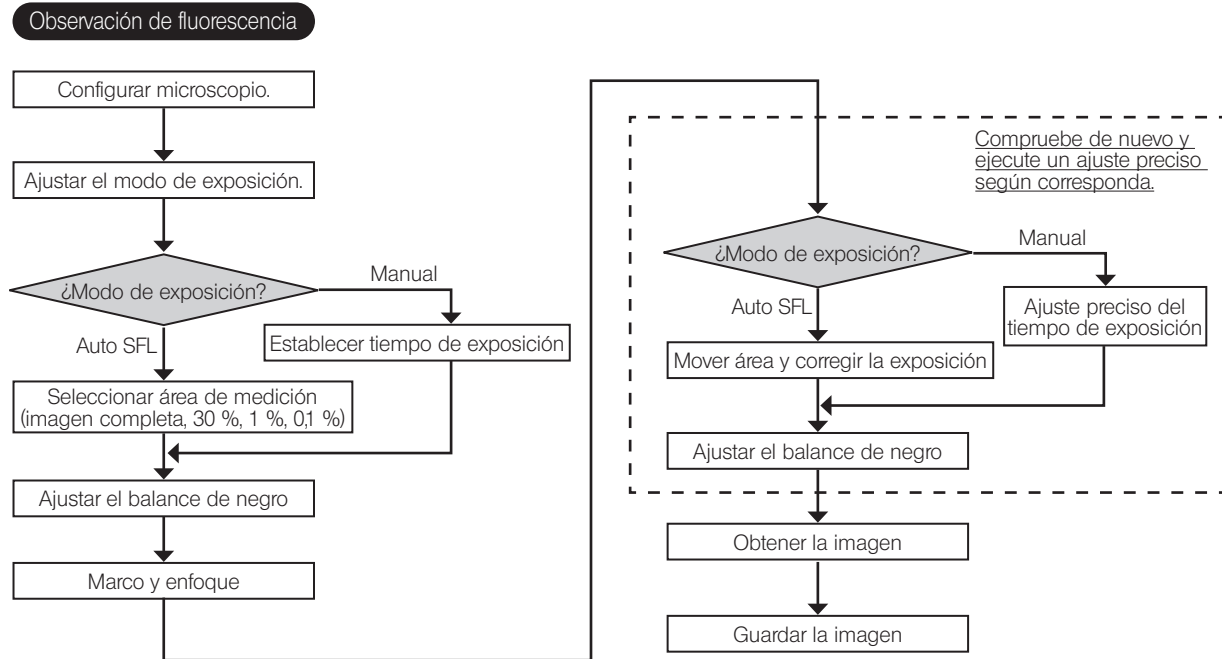 Observación de fluorescencia
Configurar microscopio.
Ajustar el modo de exposición.
¿Modo de exposición?
Manual
Auto SFL
Establecer tiempo de exposición
Seleccionar área de medición
(imagen completa, 30 %, 1 %, 0,1 %)
Ajustar el balance de negro
Marco y enfoque
Compruebe de nuevo y
ejecute un ajuste preciso
según corresponda.
¿Modo de exposición?
Manual
Auto SFL
Ajuste preciso del
tiempo de exposición
Mover área y corregir la exposición
Ajustar el balance de negro
Obtener la imagen
Guardar la imagen